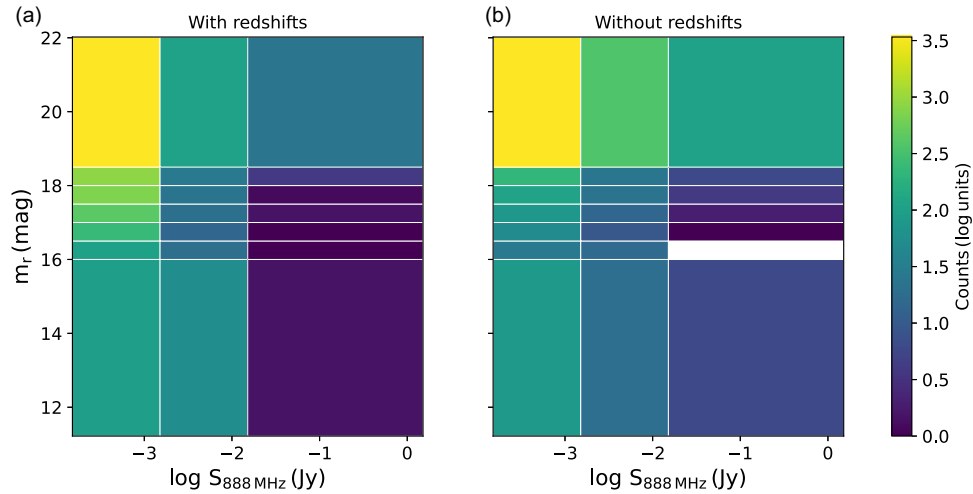 (a)
With redshifts
(b)
Without redshifts
22
20
18
16
14
12
m_r (mag)
−3
−2
−1
0
log S_888 MHz (Jy)
−3
−2
−1
0
log S_888 MHz (Jy)
3.5
3.0
2.5
2.0
1.5
1.0
0.5
0.0
Counts (log units)